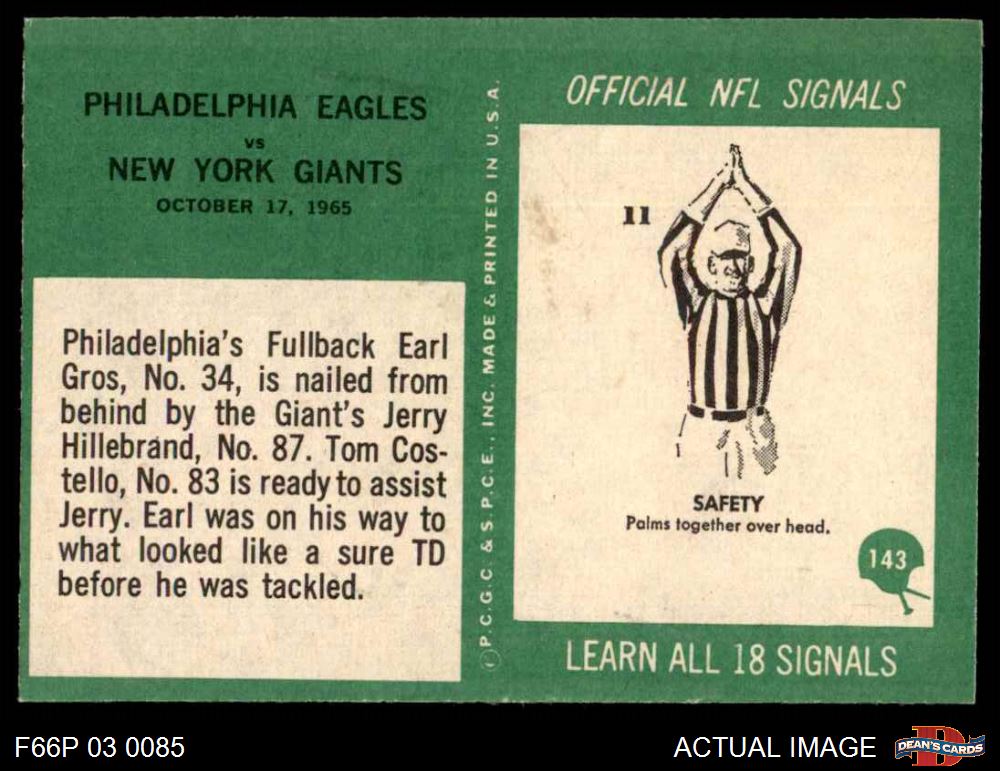 PHILADELPHIA EAGLES
vs
NEW YORK GIANTS
OCTOBER 17, 1965
Philadelphia's Fullback Earl
Gros, No. 34, is nailed from
behind by the Giant's Jerry
Hillebrand, No. 87. Tom Cos-
tello, No. 83 is ready to assist
Jerry. Earl was on his way to
what looked like a sure TD
before he was tackled.
©P.C.G.C. & S.P.C.E., INC. MADE & PRINTED IN U.S.A.
OFFICIAL NFL SIGNALS
11
SAFETY
Palms together over head.
143
LEARN ALL 18 SIGNALS
F66P 03 0085
ACTUAL IMAGE
D
DEAN'S CARDS